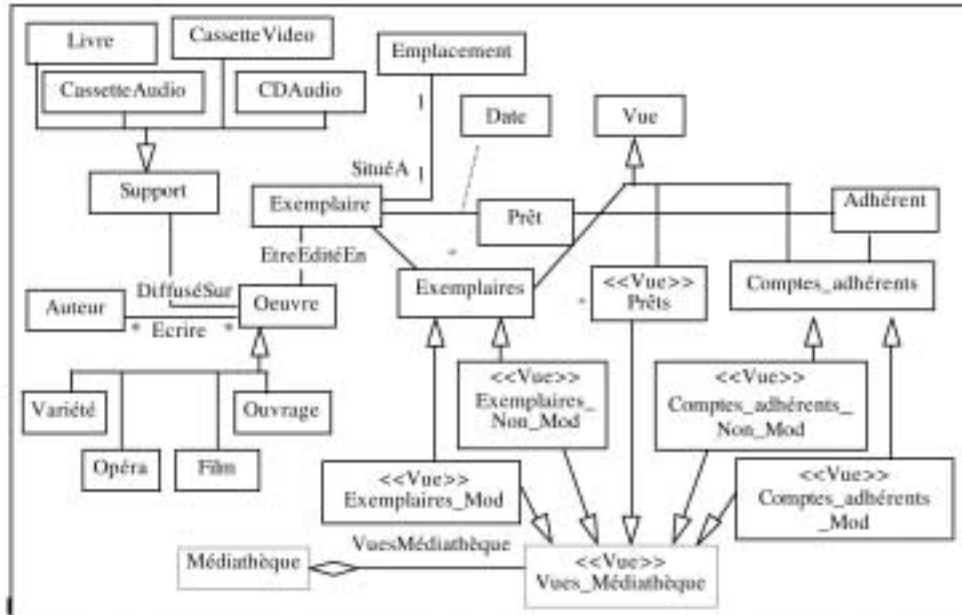 Livre
CassetteVideo
Emplacement
CassetteAudio
CDAudio
1
Date
Vue
SituéA
1
Support
Exemplaire
Prêt
Adhérent
*
EtreEditéEn
Exemplaires
<<Vue>>
Prêts
*
Comptes_adhérents
Auteur
DiffuséSur
Oeuvre
* Ecrire *
Variété
Ouvrage
<<Vue>>
Exemplaires_
Non_Mod
<<Vue>>
Comptes_adhérents_
Non_Mod
Opéra
Film
<<Vue>>
Exemplaires_Mod
<<Vue>>
Comptes_adhérents
_Mod
Médiathèque
VuesMédiathèque
<<Vue>>
Vues_Médiathèque